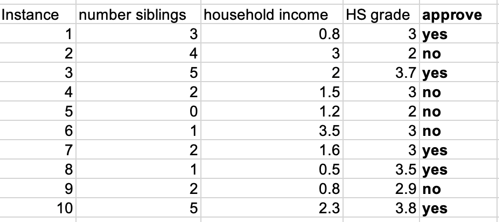 Instance number siblings household income HS grade approve
1 3 0.8 3 yes
2 4 3 2 no
3 5 2 3.7 yes
4 2 1.5 3 no
5 0 1.2 2 no
6 1 3.5 3 no
7 2 1.6 3 yes
8 1 0.5 3.5 yes
9 2 0.8 2.9 no
10 5 2.3 3.8 yes